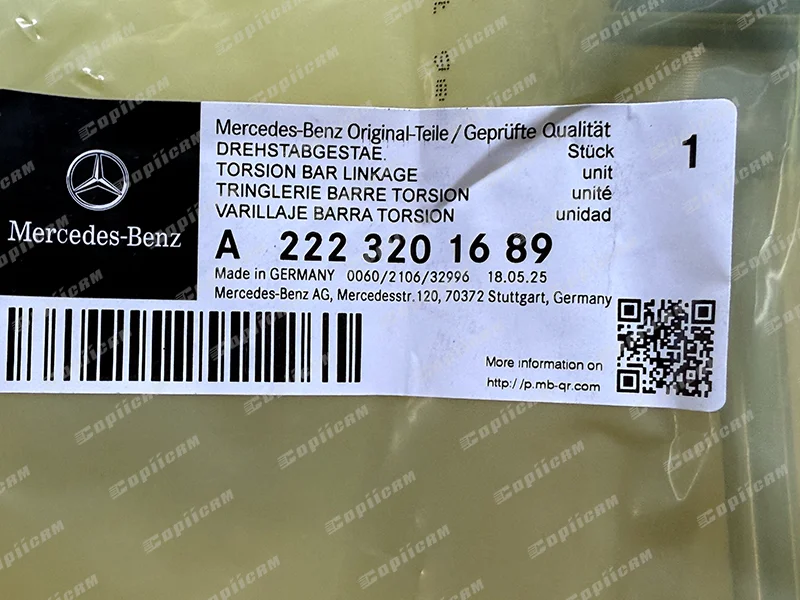 Mercedes-Benz Original-Teile/Geprüfte Qualität
DREHSTABGESTAE. Stück 1
TORSION BAR LINKAGE unit
TRINGLERIE BARRE TORSION unité
VARILLAJE BARRA TORSION unidad
Mercedes-Benz
A 222 320 16 89
Made in GERMANY 0060/2106/32996 18.05.25
Mercedes-Benz AG, Mercedesstr.120, 70372 Stuttgart, Germany
More information on
http://p.mb-qr.com
Copiicam